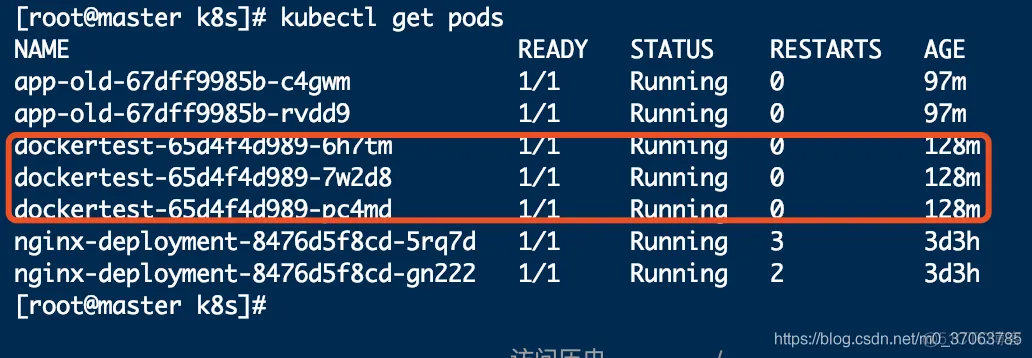 [root@master k8s]# kubectl get pods
NAME READY STATUS RESTARTS AGE
app-old-67dff9985b-c4gwm 1/1 Running 0 97m
app-old-67dff9985b-rvdd9 1/1 Running 0 97m
dockertest-65d4f4d989-6h7tm 1/1 Running 0 128m
dockertest-65d4f4d989-7w2d8 1/1 Running 0 128m
dockertest-65d4f4d989-pc4md 1/1 Running 0 128m
nginx-deployment-8476d5f8cd-5rq7d 1/1 Running 3 3d3h
nginx-deployment-8476d5f8cd-gn222 1/1 Running 2 3d3h
[root@master k8s]#
https://blog.csdn.net/m0_37063785